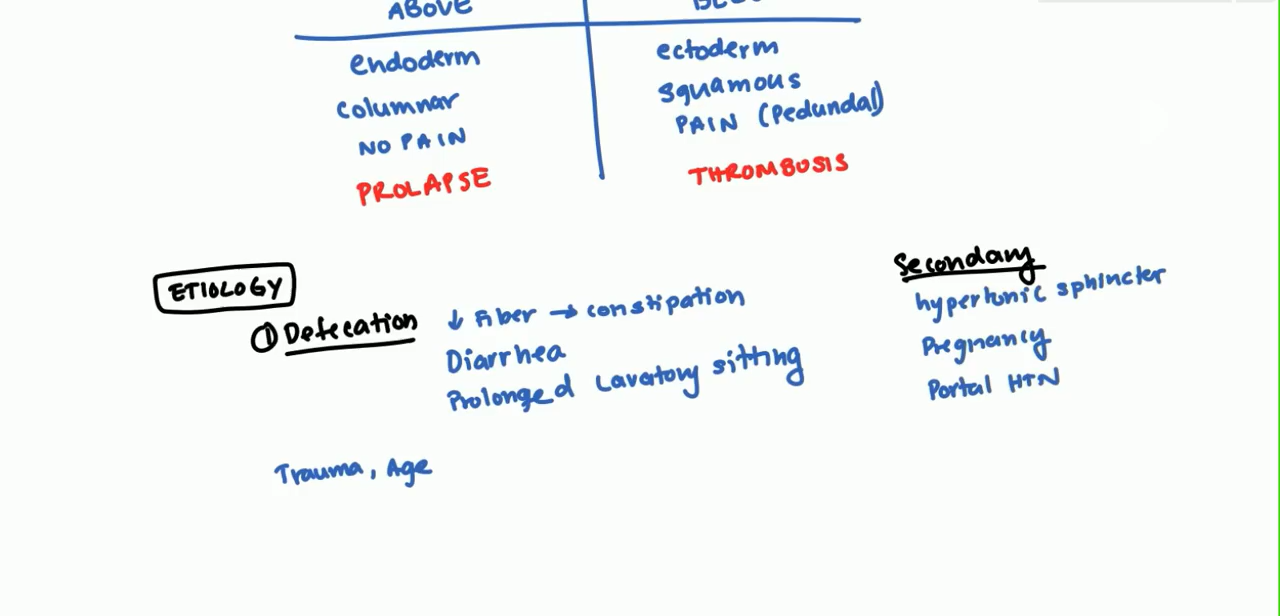 ABOVE
endoderm ectoderm
columnar squamous
NO PAIN PAIN (Pedundal)
PROLAPSE THROMBOSIS
ETIOLOGY
Secondary
① Defecation ↓ Fiber → constipation hypertonic sphincter
Diarrhea Pregnancy
Prolonged Lavatory sitting Portal HTN
Trauma, Age